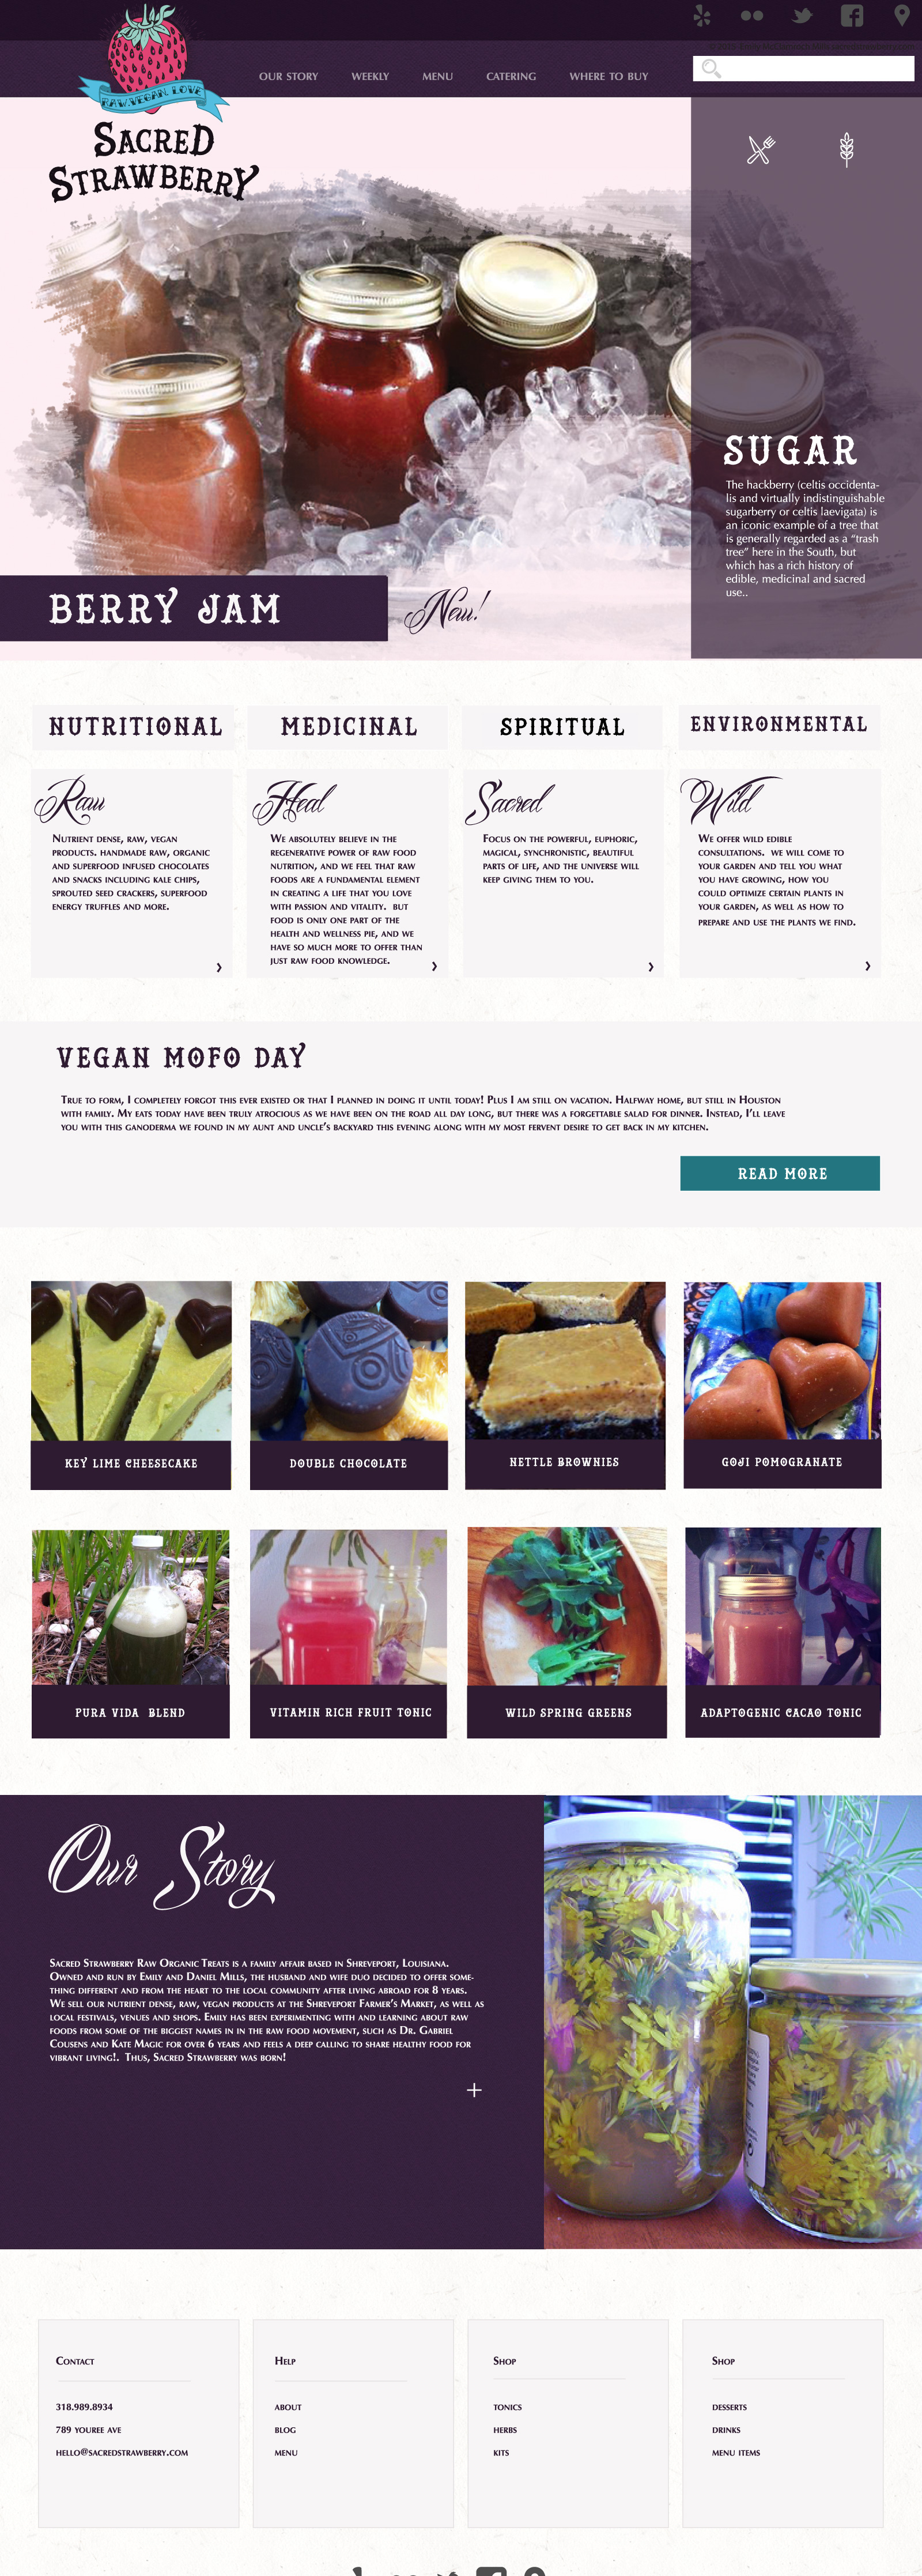 OUR STORY WEEKLY MENU CATERING WHERE TO BUY
RAW.VEGAN LOVE
SACRED
STRAWBERRY
SUGAR
The hackberry (celtis occidenta-
lis and virtually indistinguishable
sugarberry or celtis laevigata) is
an iconic example of a tree that
is generally regarded as a “trash
tree” here in the South, but
which has a rich history of
edible, medicinal and sacred
use..
BERRY JAM
New!
NUTRITIONAL
Raw
Nutrient dense, raw, vegan
products. handmade raw, organic
and superfood infused chocolates
and snacks including kale chips,
sprouted seed crackers, superfood
energy truffles and more.
MEDICINAL
Heal
We absolutely believe in the
regenerative power of raw food
nutrition, and we feel that raw
foods are a fundamental element
in creating a life that you love
with passion and vitality. but
food is only one part of the
health and wellness pie, and we
have so much more to offer than
just raw food knowledge.
SPIRITUAL
Sacred
Focus on the powerful, euphoric,
magical, synchronistic, beautiful
parts of life, and the universe will
keep giving them to you.
ENVIRONMENTAL
Wild
We offer wild edible
consultations. we will come to
your garden and tell you what
you have growing, how you
could optimize certain plants in
your garden, as well as how to
prepare and use the plants we find.
VEGAN MOFO DAY
True to form, I completely forgot this ever existed or that I planned in doing it until today! Plus I am still on vacation. Halfway home, but still in Houston
with family. My eats today have been truly atrocious as we have been on the road all day long, but there was a forgettable salad for dinner. Instead, I’ll leave
you with this ganoderma we found in my aunt and uncle’s backyard this evening along with my most fervent desire to get back in my kitchen.
READ MORE
KEY LIME CHEESECAKE
DOUBLE CHOCOLATE
NETTLE BROWNIES
GOJI POMOGRANATE
PURA VIDA BLEND
VITAMIN RICH FRUIT TONIC
WILD SPRING GREENS
ADAPTOGENIC CACAO TONIC
Our Story
Sacred Strawberry Raw Organic Treats is a family affair based in Shreveport, Louisiana.
Owned and run by Emily and Daniel Mills, the husband and wife duo decided to offer some-
thing different and from the heart to the local community after living abroad for 8 years.
We sell our nutrient dense, raw, vegan products at the Shreveport Farmer’s Market, as well as
local festivals, venues and shops. Emily has been experimenting with and learning about raw
foods from some of the biggest names in in the raw food movement, such as Dr. Gabriel
Cousens and Kate Magic for over 6 years and feels a deep calling to share healthy food for
vibrant living!. Thus, Sacred Strawberry was born!
Contact
318.989.8934
789 youree ave
hello@sacredstrawberry.com
Help
about
blog
menu
Shop
tonics
herbs
kits
Shop
desserts
drinks
menu items